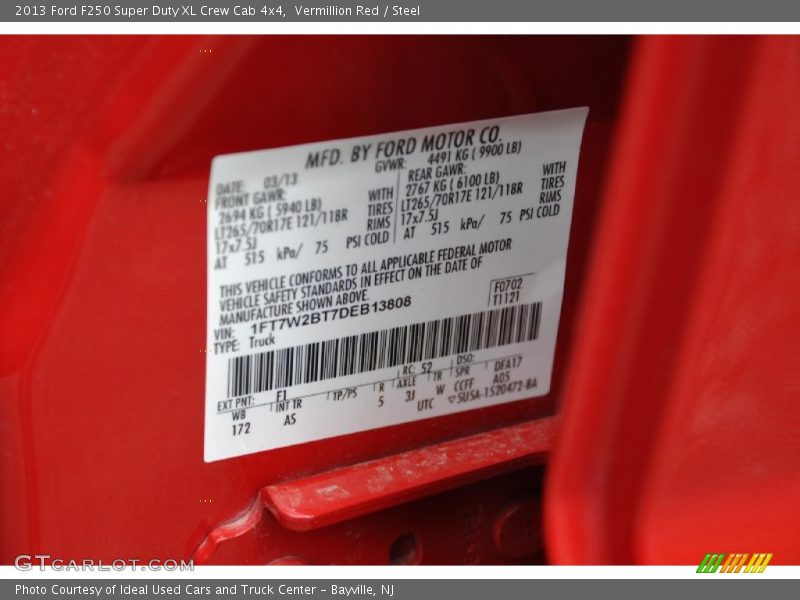 2013 Ford F250 Super Duty XL Crew Cab 4x4, Vermillion Red / Steel
MFD. BY FORD MOTOR CO.
DATE: 03/13 GVWR: 4491 KG ( 9900 LB)
FRONT GAWR: REAR GAWR:
2694 KG ( 5940 LB) WITH 2767 KG ( 6100 LB) WITH
LT265/70R17E 121/118R TIRES LT265/70R17E 121/118R TIRES
17x7.5J RIMS 17x7.5J RIMS
AT 515 kPa/ 75 PSI COLD AT 515 kPa/ 75 PSI COLD
THIS VEHICLE CONFORMS TO ALL APPLICABLE FEDERAL MOTOR
VEHICLE SAFETY STANDARDS IN EFFECT ON THE DATE OF
MANUFACTURE SHOWN ABOVE.
VIN: 1FT7W2BT7DEB13808 F0702
TYPE: Truck T1121
EXT PNT: F1 RC: 52 DSO:
WB INT TR TP/PS R AXLE TR SPR DFA17
172 AS 5 3J W CCFF A05
UTC ▽5U5A-1520472-BA
GTCARLOT.COM
Photo Courtesy of Ideal Used Cars and Truck Center – Bayville, NJ